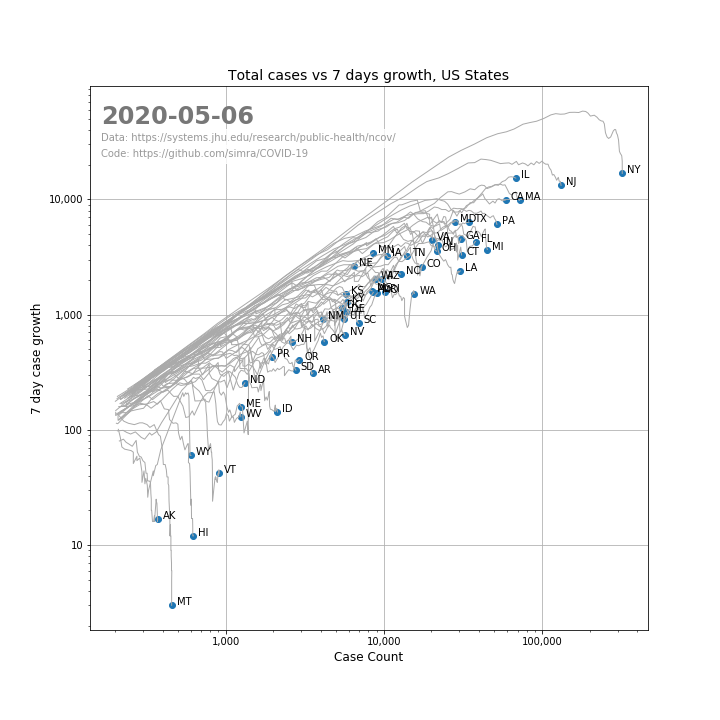 Total cases vs 7 days growth, US States
2020-05-06
Data: https://systems.jhu.edu/research/public-health/ncov/
Code: https://github.com/simra/COVID-19
NY
IL
NJ
10,000
CA MA
MD TX
PA
VA
GA FL
IN
OH
MI
MN
IA
TN
CT
NE
CO
LA
NC
AZ
KS
WA
KY
1,000
DE
NM
UT
SC
NV
NH
OK
PR
OR
SD
AR
ND
ME
ID
WV
100
WY
VT
AK
HI
10
MT
7 day case growth
1,000
10,000
100,000
Case Count